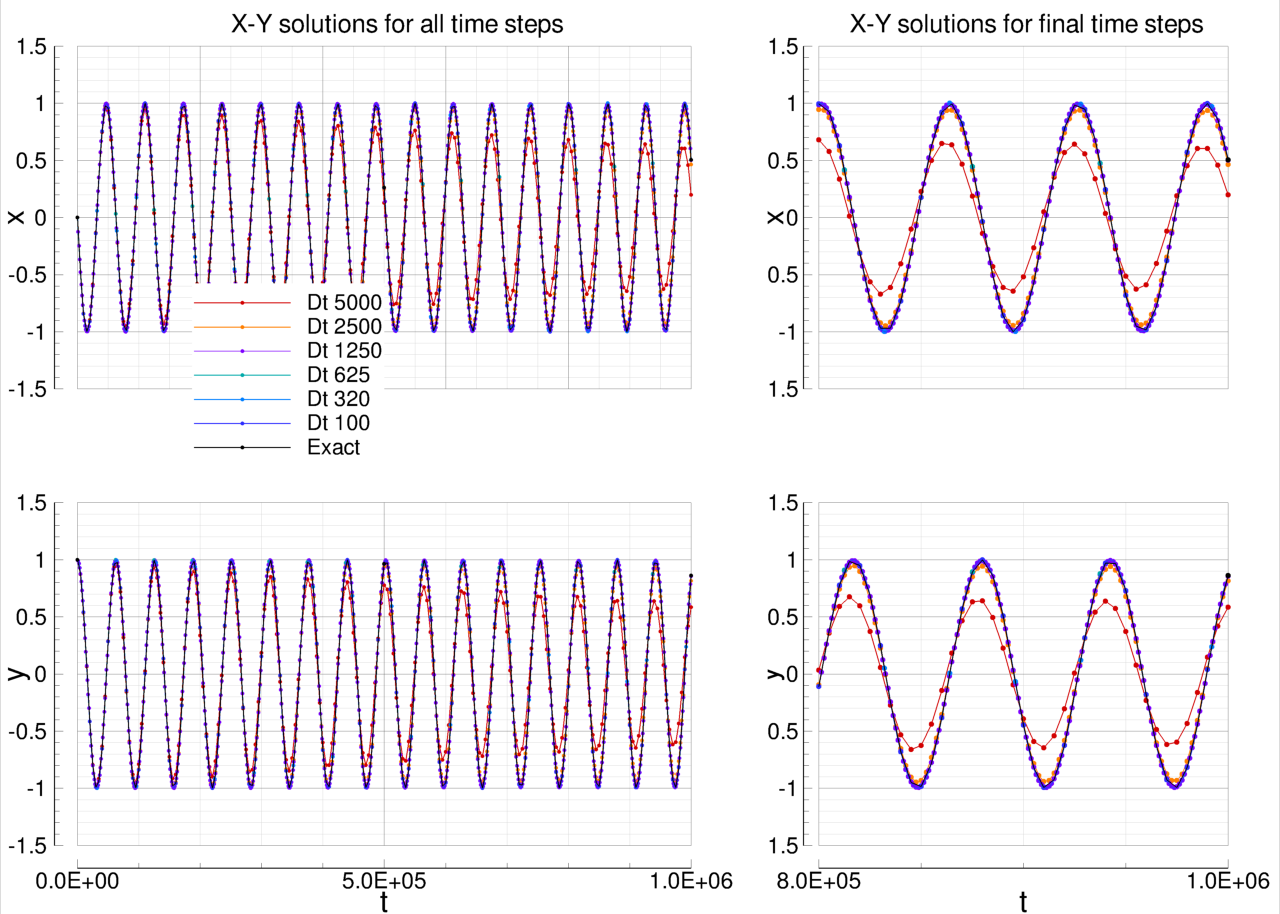 X-Y solutions for all time steps
1.5
1
0.5
0
-0.5
-1
-1.5
x
Dt 5000
Dt 2500
Dt 1250
Dt 625
Dt 320
Dt 100
Exact
X-Y solutions for final time steps
1.5
1
0.5
0
0.5
-1
1.5
x
1.5
1
0.5
0
-0.5
-1
-1.5
y
0.0E+00 5.0E+05 1.0E+06
t
1.5
1
0.5
0
0.5
-1
1.5
y
8.0E+05 1.0E+06
t